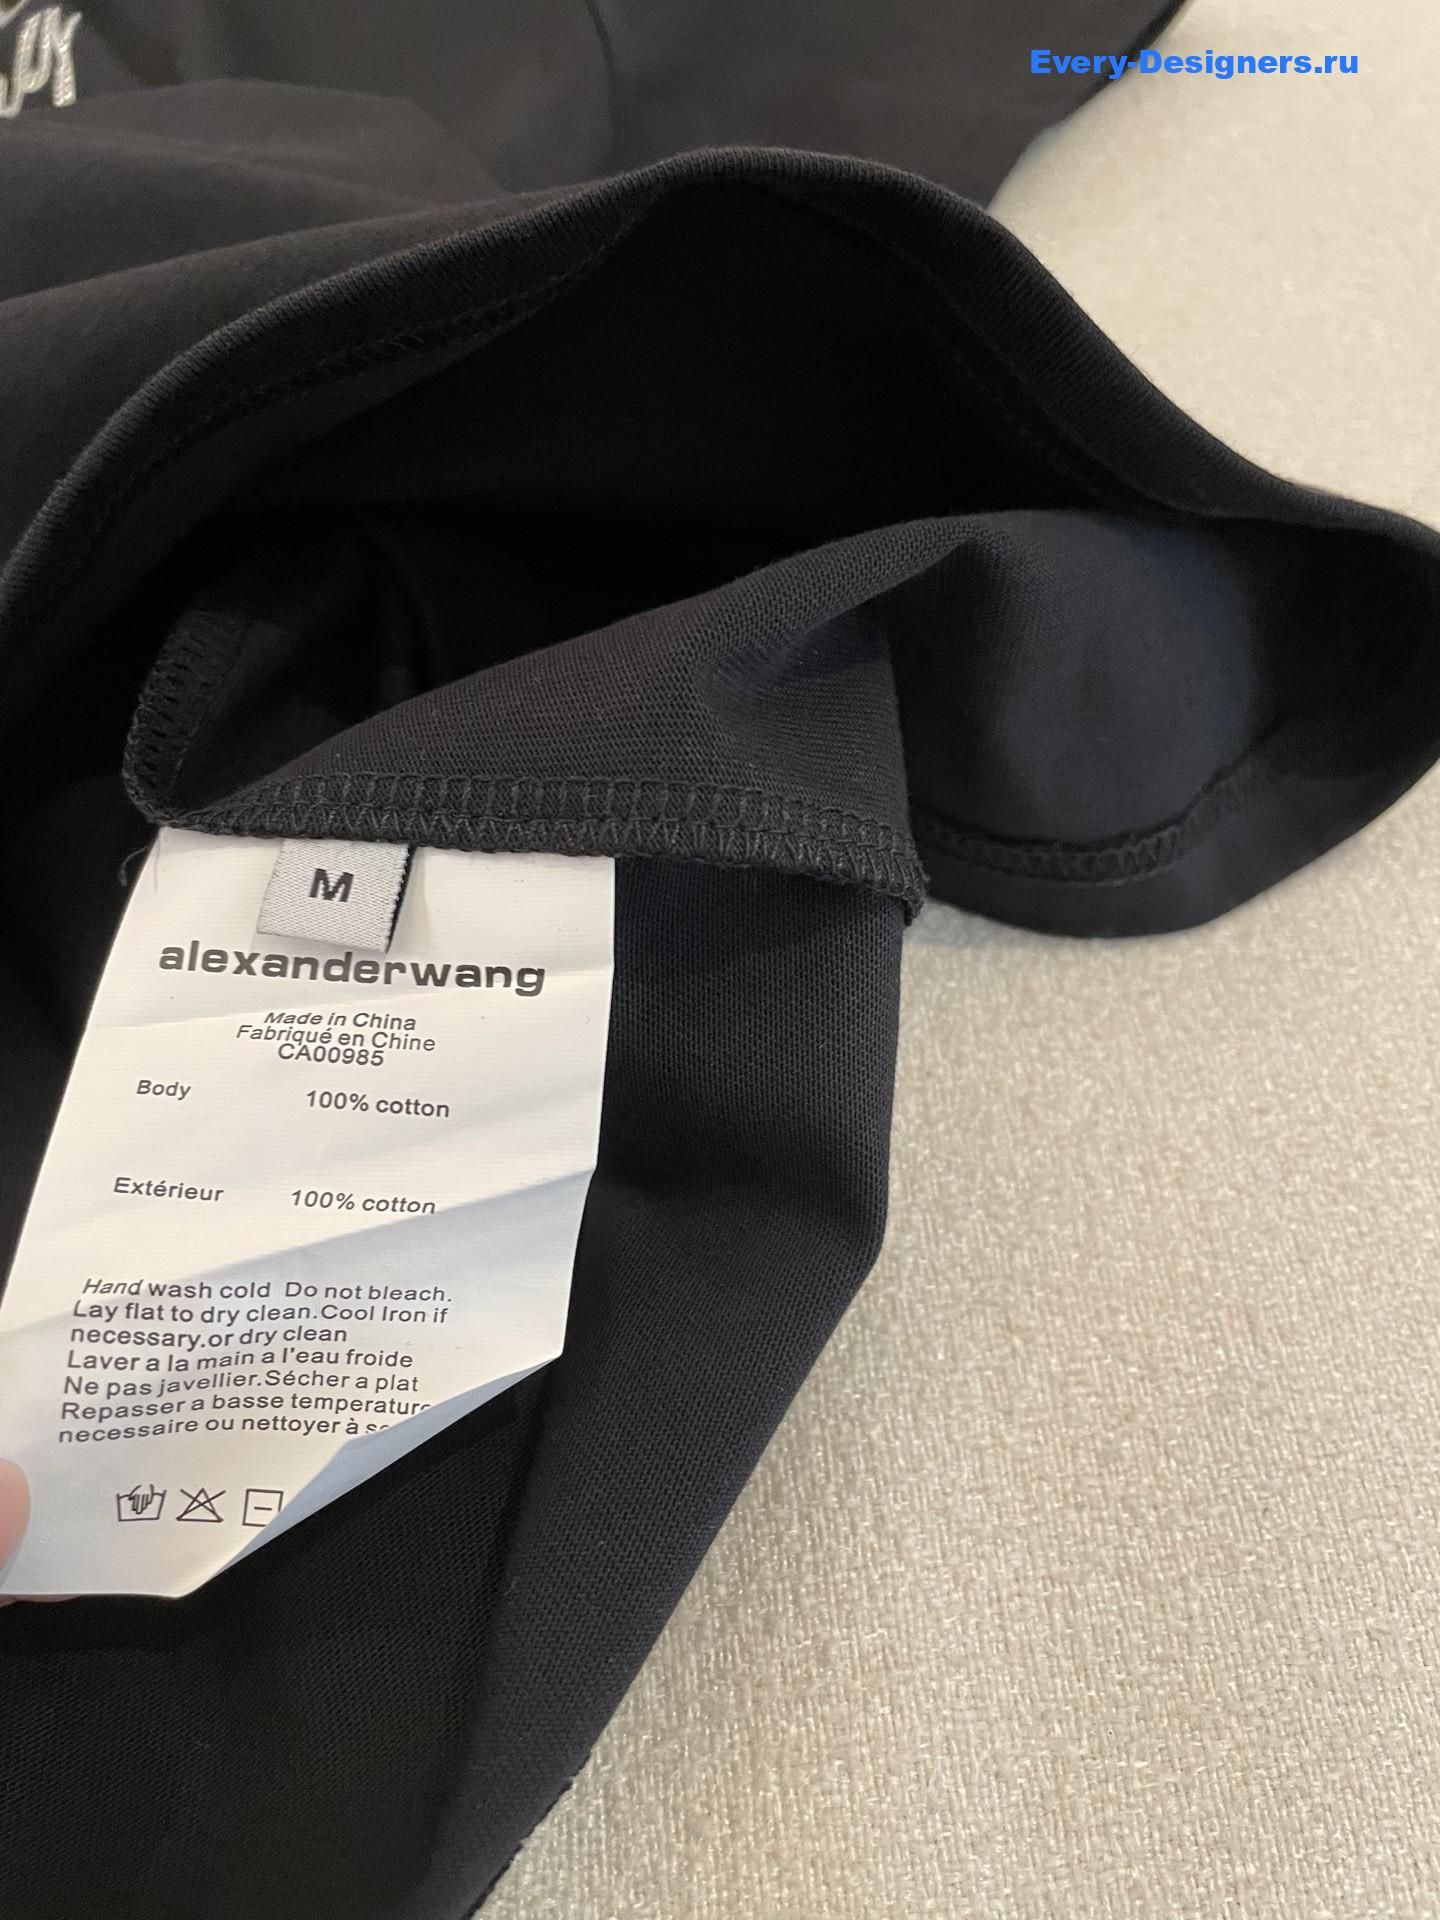 Every-Designers.ru
M
alexanderwang
Made in China
Fabriqué en Chine
CA00985
Body 100% cotton
Extérieur 100% cotton
Hand wash cold Do not bleach.
Lay flat to dry clean.Cool Iron if
necessary.or dry clean
Laver a la main a l'eau froide
Ne pas javellier.Sécher a plat
Repasser a basse temperature
necessaire ou nettoyer à